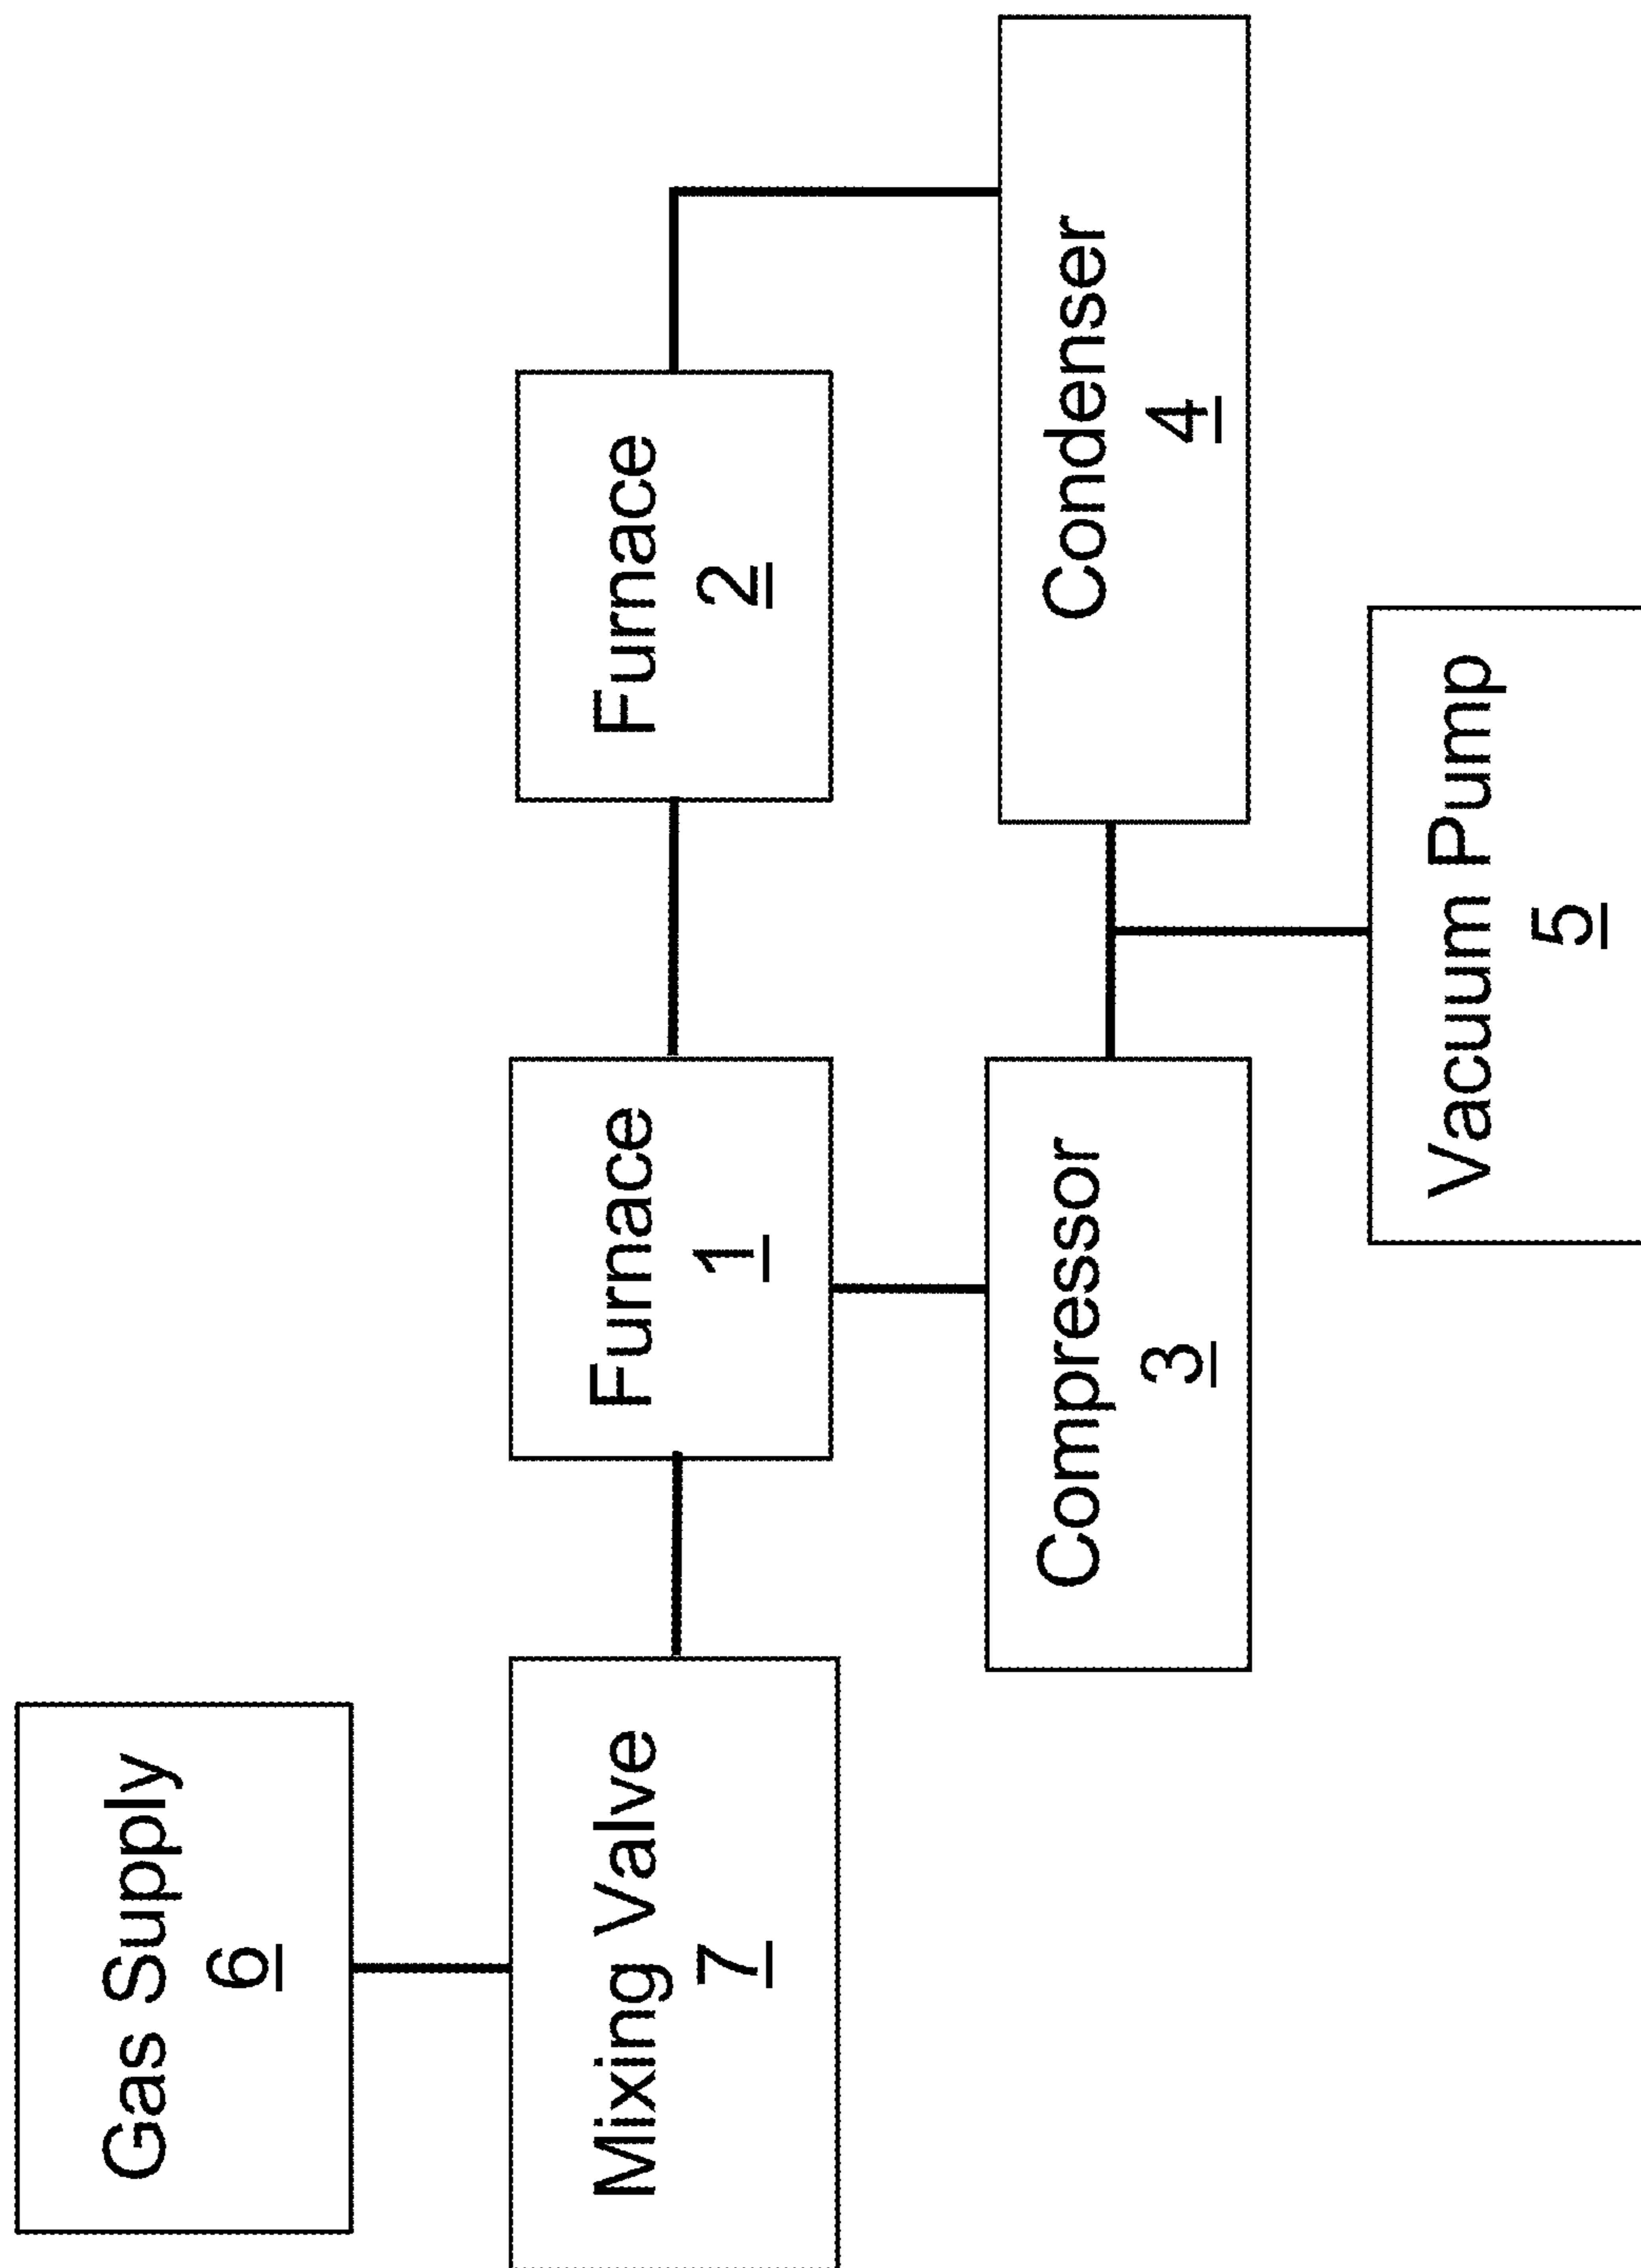 Gas Supply
6
Mixing Valve
7
Furnace
1
Furnace
2
Compressor
3
Condenser
4
Vacuum Pump
5